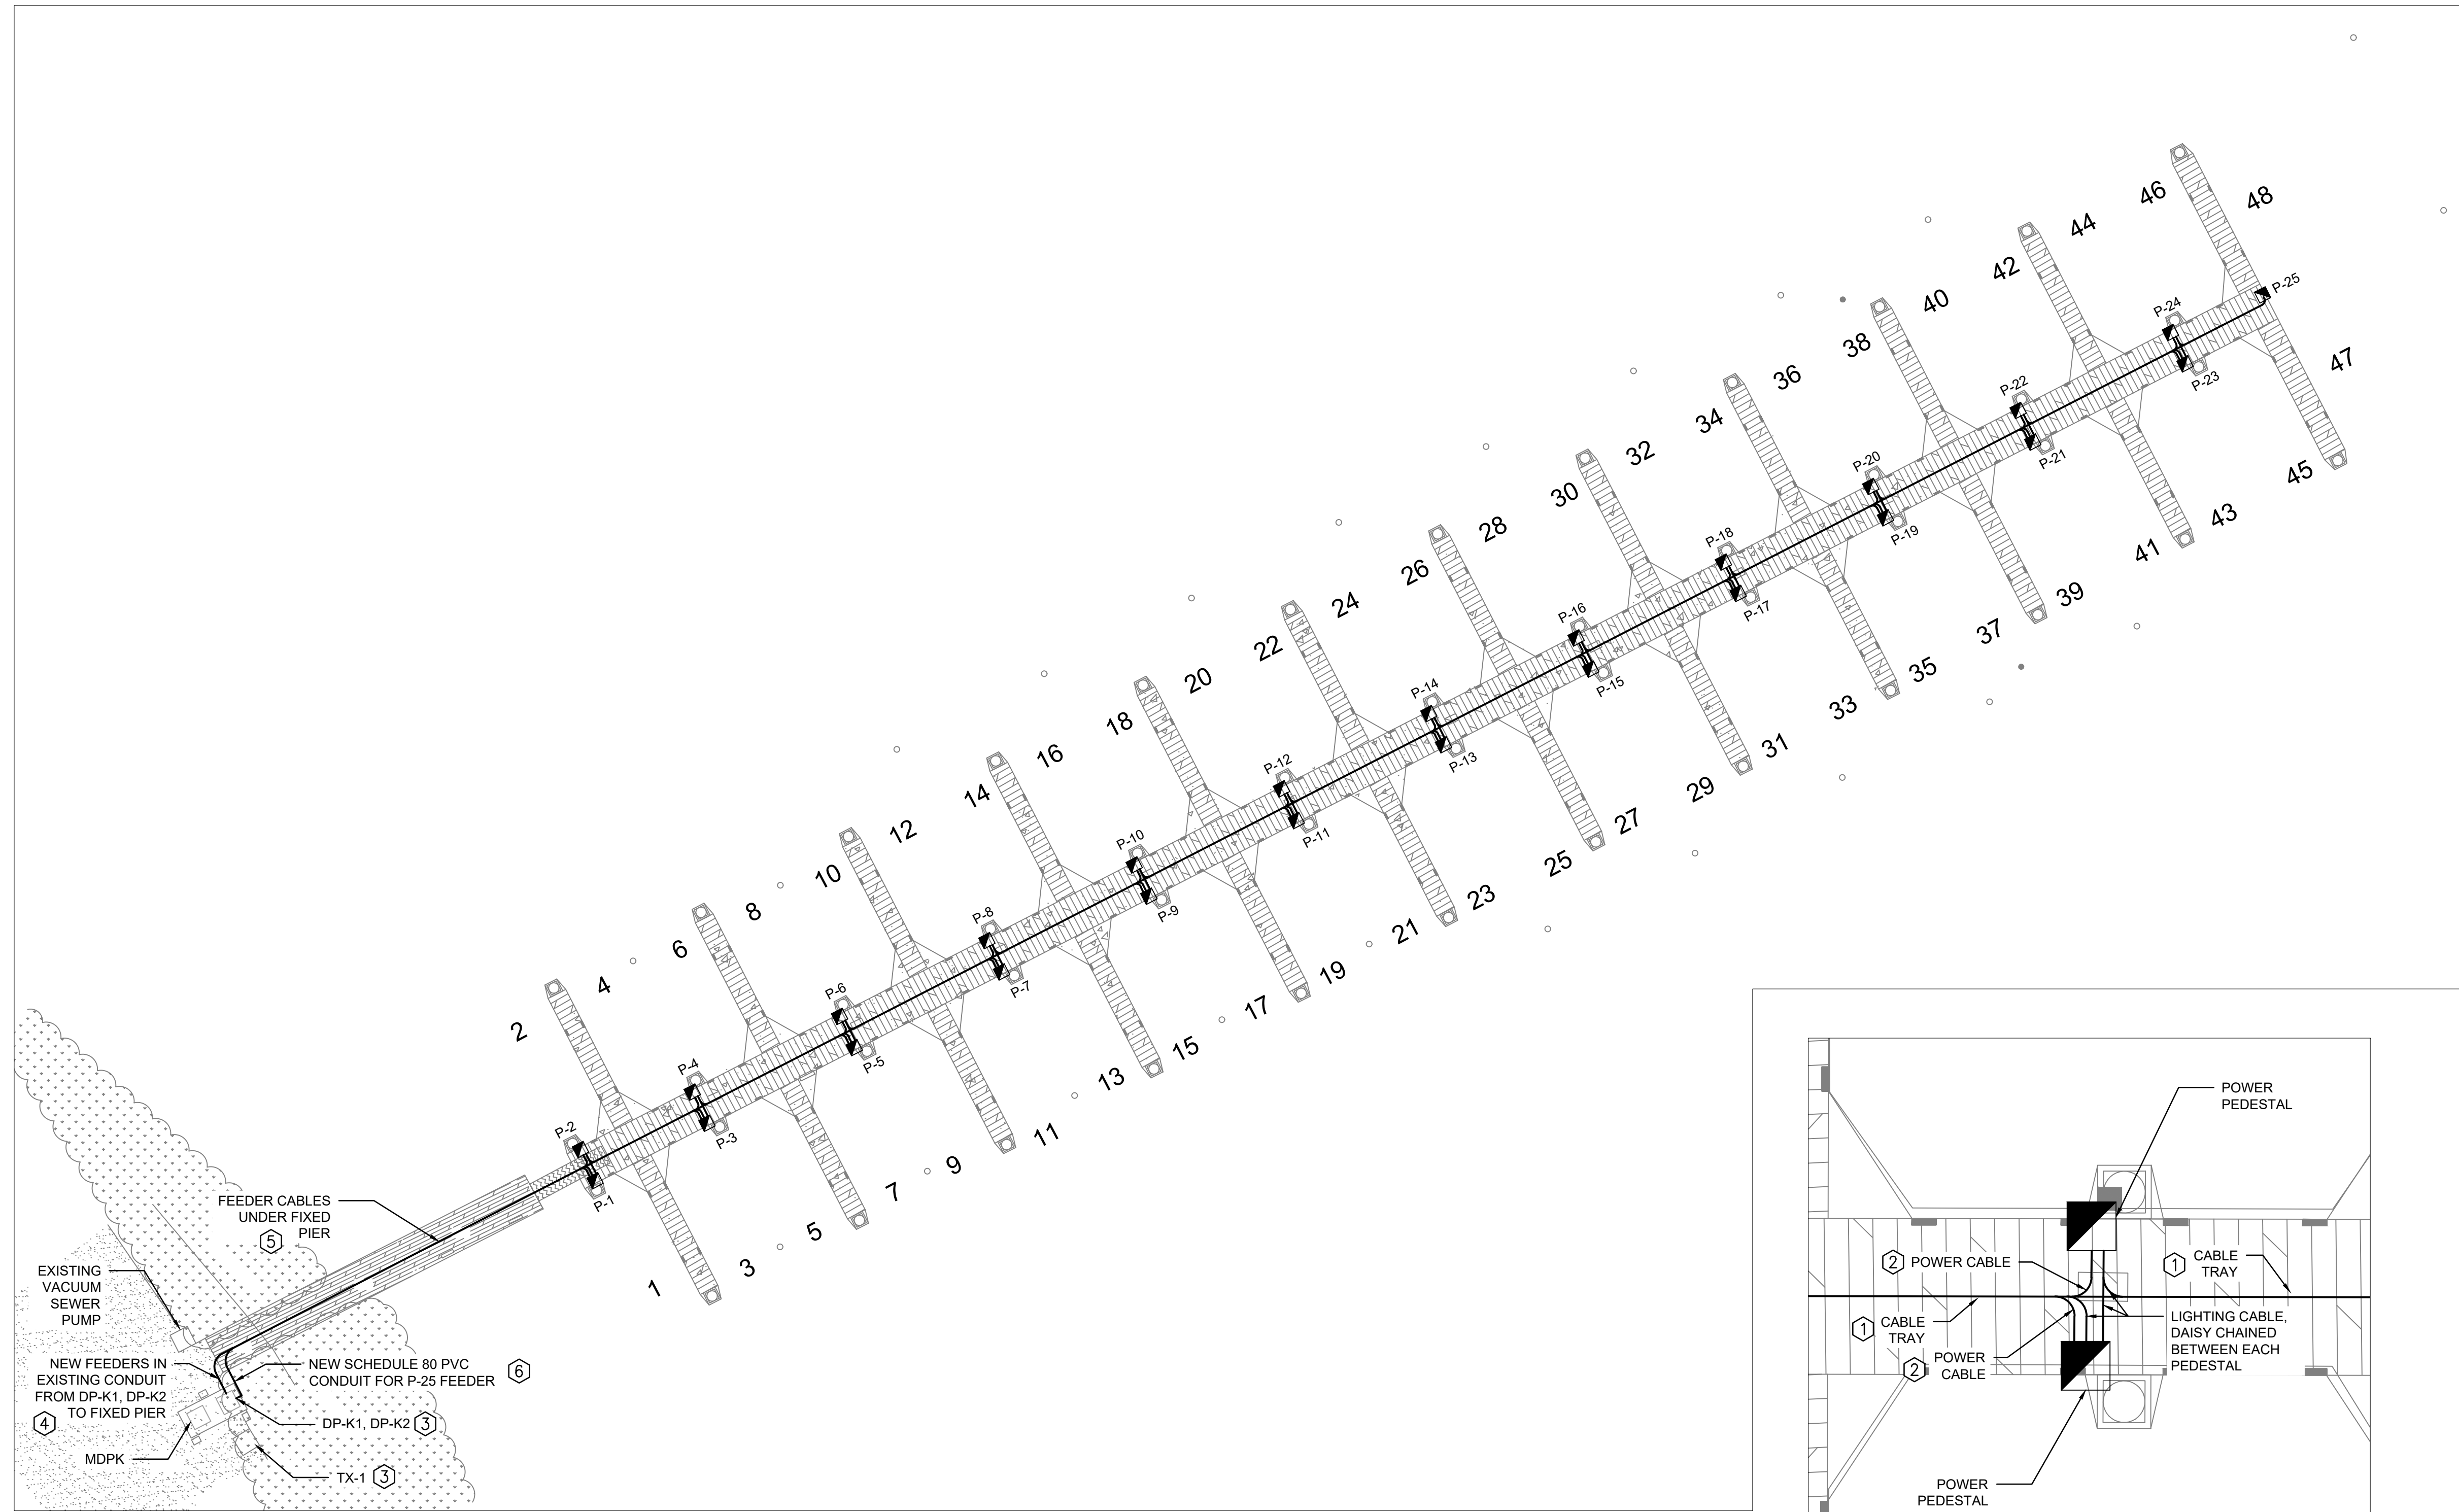 46
48
44
42
P-25
P-24
40
38
47
P-22
P-23
36
34
P-20
P-21
45
32
30
P-18
P-19
43
41
28
26
P-16
P-17
39
37
24
22
P-14
P-15
35
33
20
18
P-12
P-13
31
29
16
14
P-10
P-11
27
25
12
10
P-8
P-9
23
21
8
6
P-6
P-7
19
17
4
2
P-4
P-5
15
13
P-2
P-3
11
9
P-1
7
5
3
1
FEEDER CABLES
UNDER FIXED
PIER
5
EXISTING
VACUUM
SEWER
PUMP
NEW FEEDERS IN
EXISTING CONDUIT
FROM DP-K1, DP-K2
TO FIXED PIER
4
NEW SCHEDULE 80 PVC
CONDUIT FOR P-25 FEEDER
6
DP-K1, DP-K2 3
MDPK
TX-1 3
POWER
PEDESTAL
2 POWER CABLE
1 CABLE
TRAY
1 CABLE
TRAY
LIGHTING CABLE,
DAISY CHAINED
BETWEEN EACH
PEDESTAL
2 POWER
CABLE
POWER
PEDESTAL